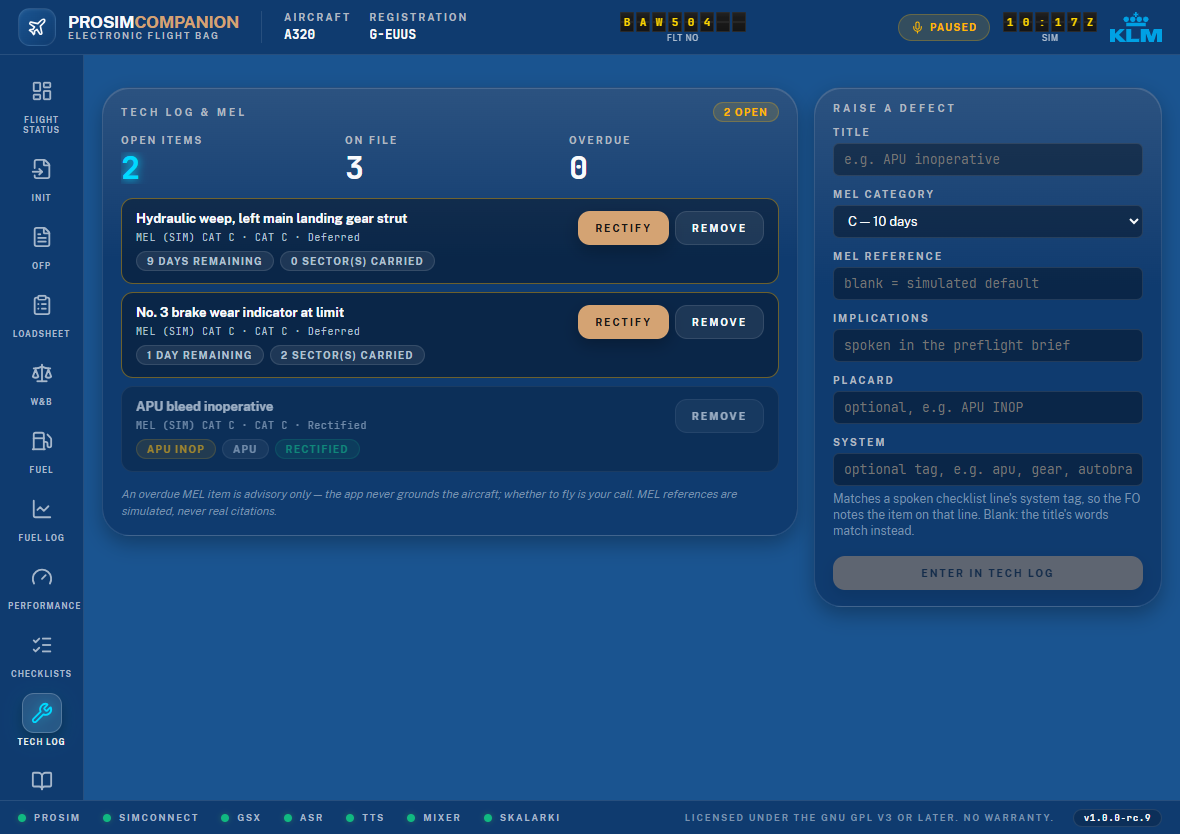 PROSIMCOMPANION
ELECTRONIC FLIGHT BAG
AIRCRAFT
A320
REGISTRATION
G-EUUS
BAW504
FLT NO
PAUSED
10:17Z
SIM
KLM
FLIGHT
STATUS
INIT
OFP
LOADSHEET
W&B
FUEL
FUEL LOG
PERFORMANCE
CHECKLISTS
TECH LOG
TECH LOG & MEL
2 OPEN
OPEN ITEMS
2
ON FILE
3
OVERDUE
0
Hydraulic weep, left main landing gear strut
MEL (SIM) CAT C · CAT C · Deferred
9 DAYS REMAINING
0 SECTOR(S) CARRIED
RECTIFY
REMOVE
No. 3 brake wear indicator at limit
MEL (SIM) CAT C · CAT C · Deferred
1 DAY REMAINING
2 SECTOR(S) CARRIED
RECTIFY
REMOVE
APU bleed inoperative
MEL (SIM) CAT C · CAT C · Rectified
APU INOP
APU
RECTIFIED
REMOVE
An overdue MEL item is advisory only — the app never grounds the aircraft; whether to fly is your call. MEL references are
simulated, never real citations.
RAISE A DEFECT
TITLE
e.g. APU inoperative
MEL CATEGORY
C — 10 days
MEL REFERENCE
blank = simulated default
IMPLICATIONS
spoken in the preflight brief
PLACARD
optional, e.g. APU INOP
SYSTEM
optional tag, e.g. apu, gear, autobra
Matches a spoken checklist line's system tag, so the FO
notes the item on that line. Blank: the title's words
match instead.
ENTER IN TECH LOG
PROSIM
SIMCONNECT
GSX
ASR
TTS
MIXER
SKALARKI
LICENSED UNDER THE GNU GPL V3 OR LATER. NO WARRANTY.
v1.0.0-rc.9